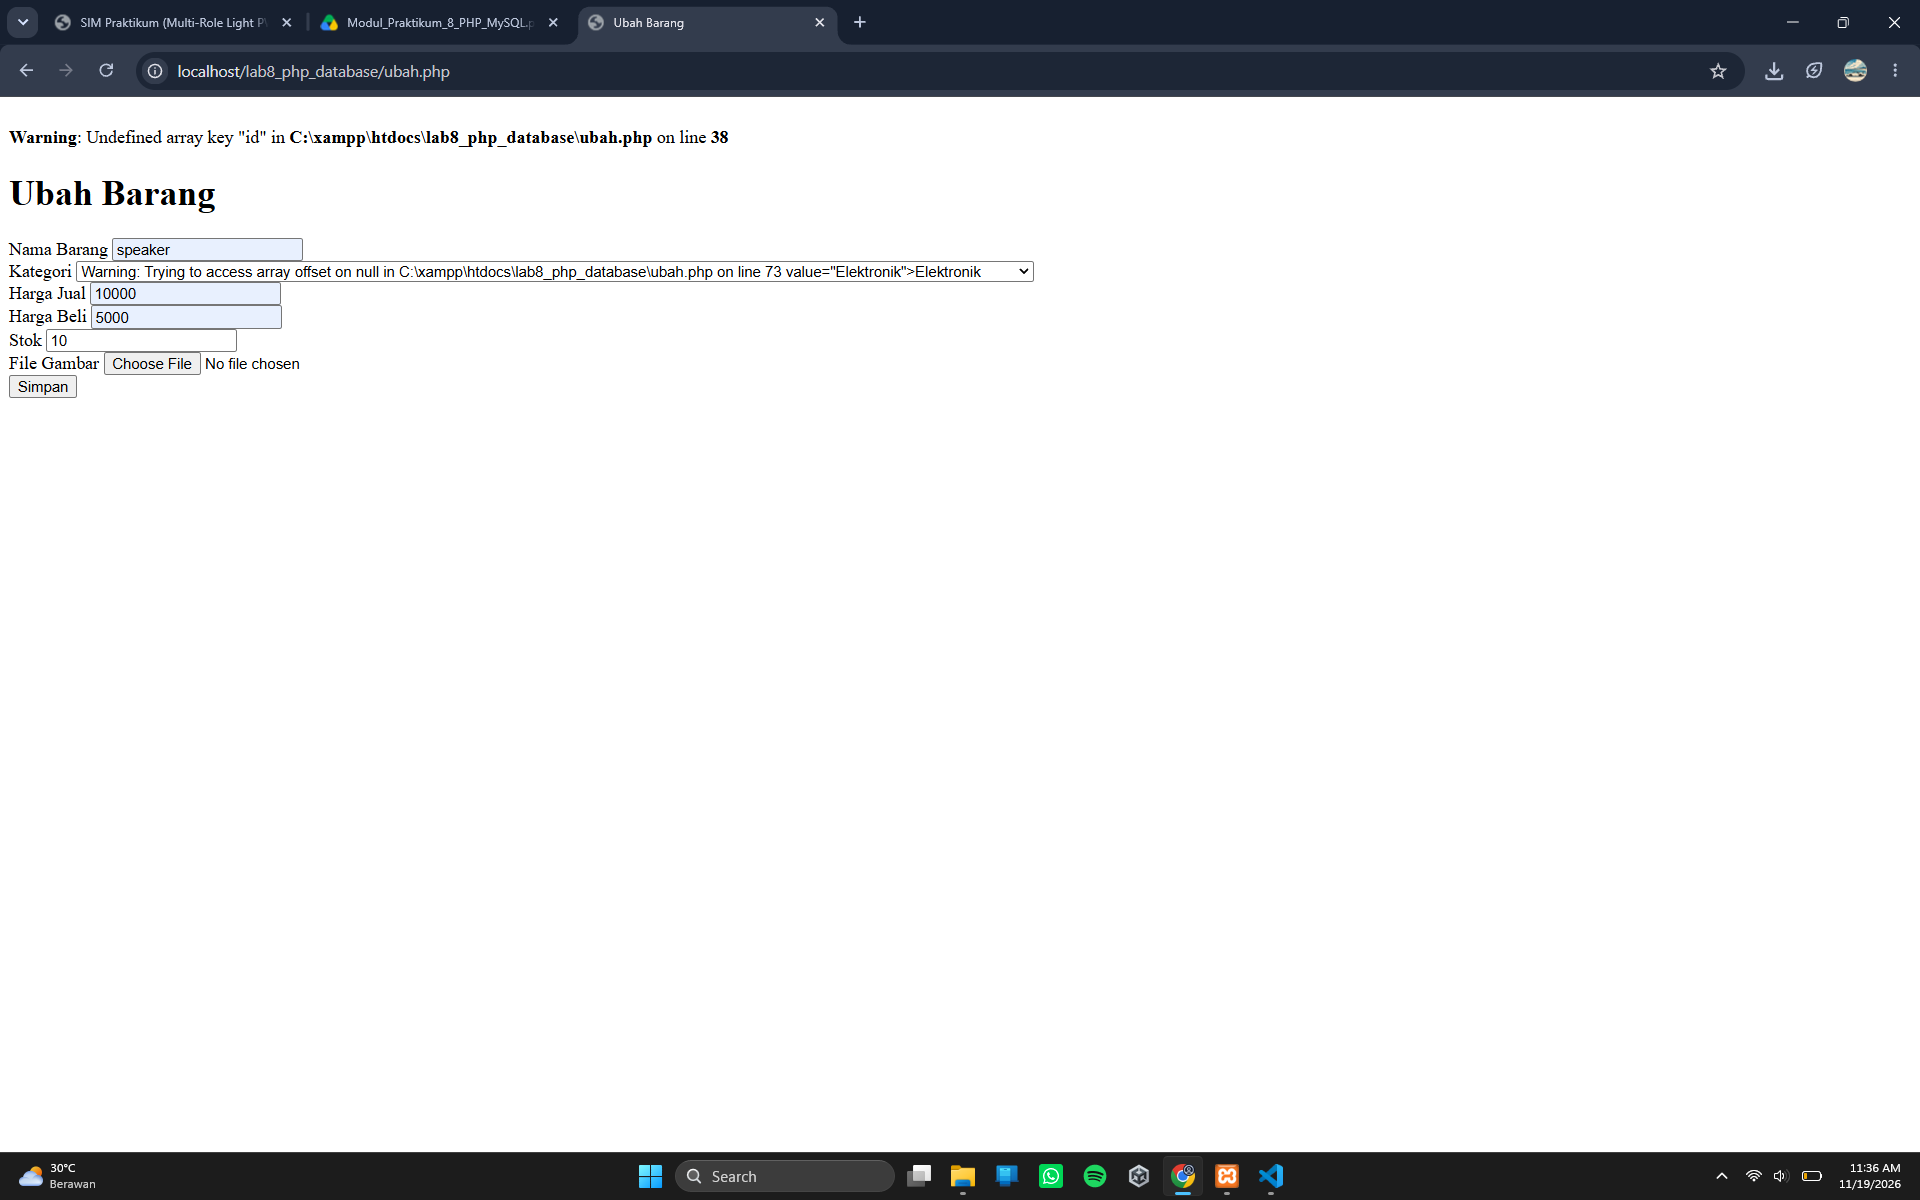 SIM Praktikum (Multi-Role Light P
Modul_Praktikum_8_PHP_MySQL.p
Ubah Barang
localhost/lab8_php_database/ubah.php
Warning: Undefined array key "id" in C:\xampp\htdocs\lab8_php_database\ubah.php on line 38
Ubah Barang
Nama Barang speaker
Kategori Warning: Trying to access array offset on null in C:\xampp\htdocs\lab8_php_database\ubah.php on line 73 value="Elektronik">Elektronik
Harga Jual 10000
Harga Beli 5000
Stok 10
File Gambar Choose File No file chosen
Simpan
30°C
Berawan
Search
11:36 AM
11/19/2026